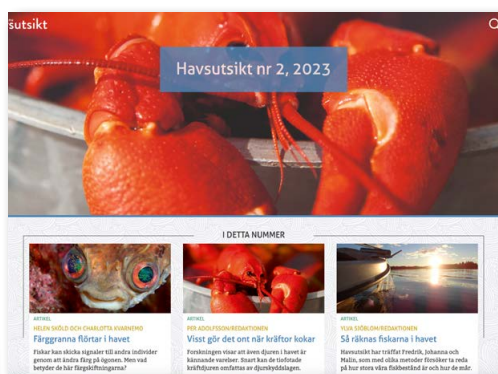 sutsikt
Havsutsikt nr 2, 2023
I DETTA NUMMER
ARTIKEL
HELEN SKÖLD OCH CHARLOTTA KVARNEMO
Färggranna flörtar i havet
Fiskar kan skicka signaler till andra individer
genom att ändra färg på ögonen. Men vad
betyder de här färgskiftningarna?
ARTIKEL
PER ADOLFSSON/REDAKTIONEN
Visst gör det ont när kräftor kokar
Forskningen visar att även djuren i havet är
kännande varelser. Snart kan de tiofotade
kräftdjuren omfattas av djurskyddslagen.
ARTIKEL
YLVA SJÖBLOM/REDAKTIONEN
Så räknas fiskarna i havet
Havsutsikt har träffat Fredrik, Johanna och
Malin, som med olika metoder försöker ta reda
på hur stora våra fiskbestånd är och hur de mår.